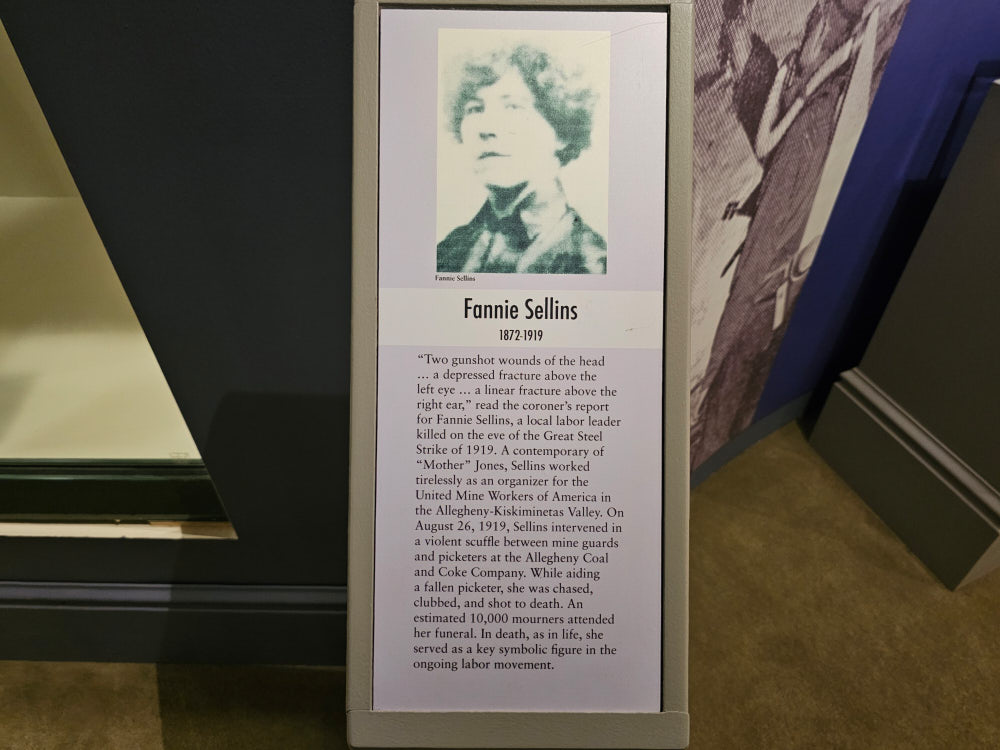 Fannie Sellins
Fannie Sellins
1872-1919
“Two gunshot wounds of the head
... a depressed fracture above the
left eye ... a linear fracture above the
right ear,” read the coroner’s report
for Fannie Sellins, a local labor leader
killed on the eve of the Great Steel
Strike of 1919. A contemporary of
“Mother” Jones, Sellins worked
tirelessly as an organizer for the
United Mine Workers of America in
the Allegheny-Kiskiminetas Valley. On
August 26, 1919, Sellins intervened in
a violent scuffle between mine guards
and picketers at the Allegheny Coal
and Coke Company. While aiding
a fallen picketer, she was chased,
clubbed, and shot to death. An
estimated 10,000 mourners attended
her funeral. In death, as in life, she
served as a key symbolic figure in the
ongoing labor movement.